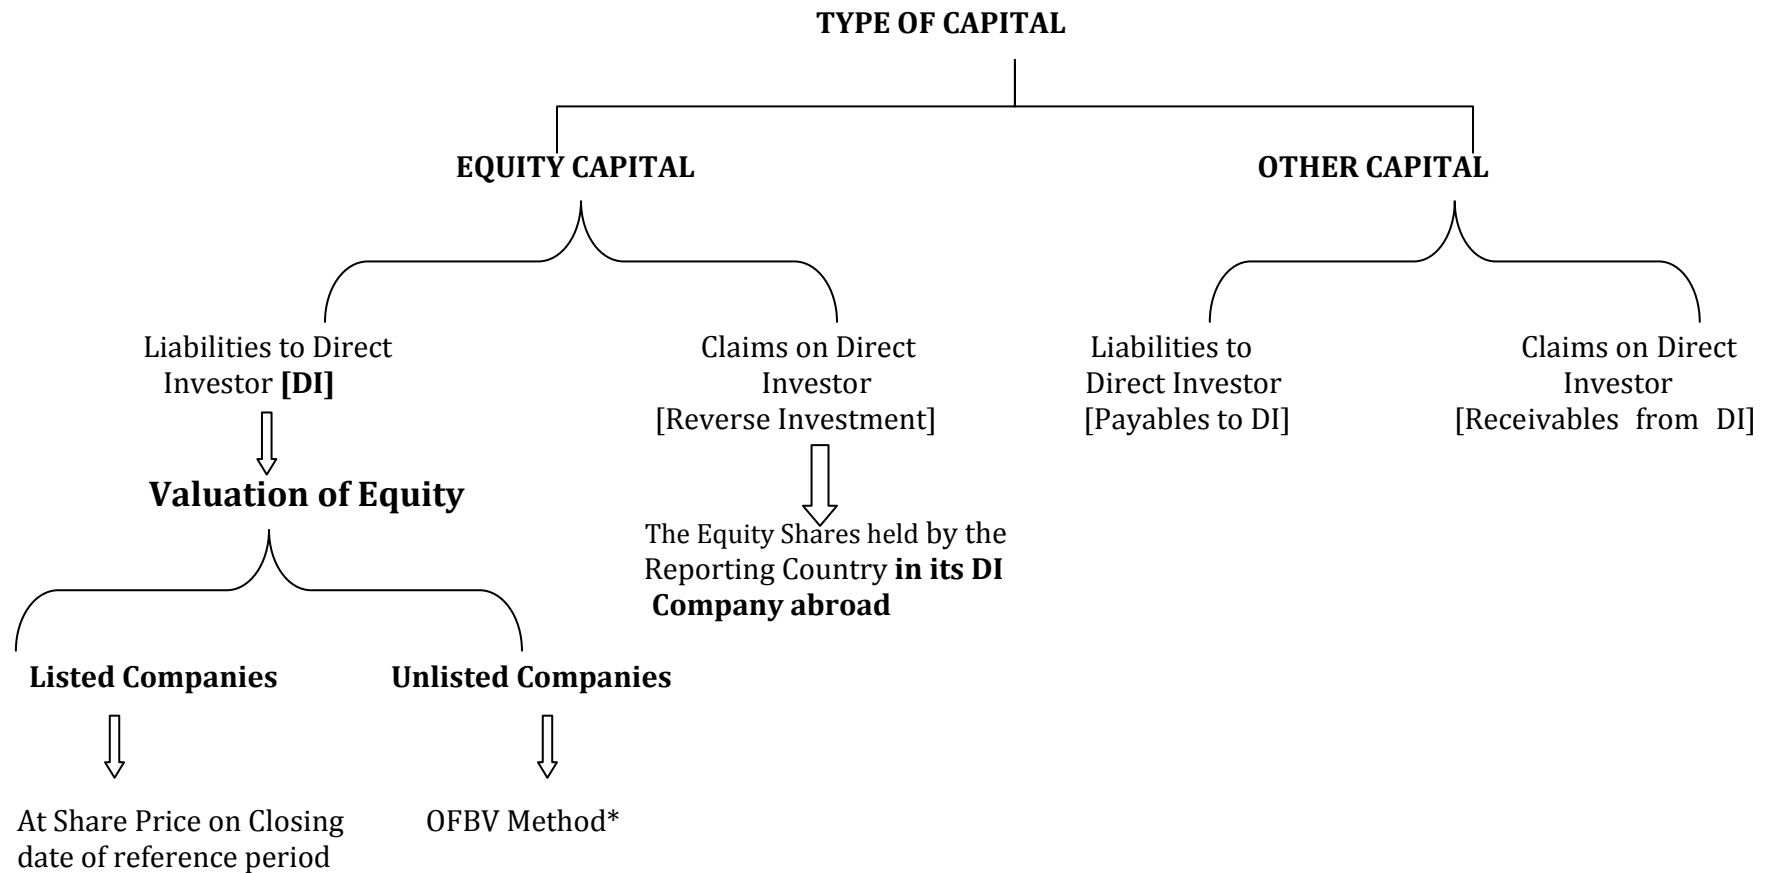 TYPE OF CAPITAL
EQUITY CAPITAL
OTHER CAPITAL
Liabilities to Direct
Investor [DI]
Claims on Direct
Investor
[Reverse Investment]
Liabilities to
Direct Investor
[Payables to DI]
Claims on Direct
Investor
[Receivables from DI]
Valuation of Equity
The Equity Shares held by the
Reporting Country in its DI
Company abroad
Listed Companies
Unlisted Companies
At Share Price on Closing
date of reference period
OFBV Method*